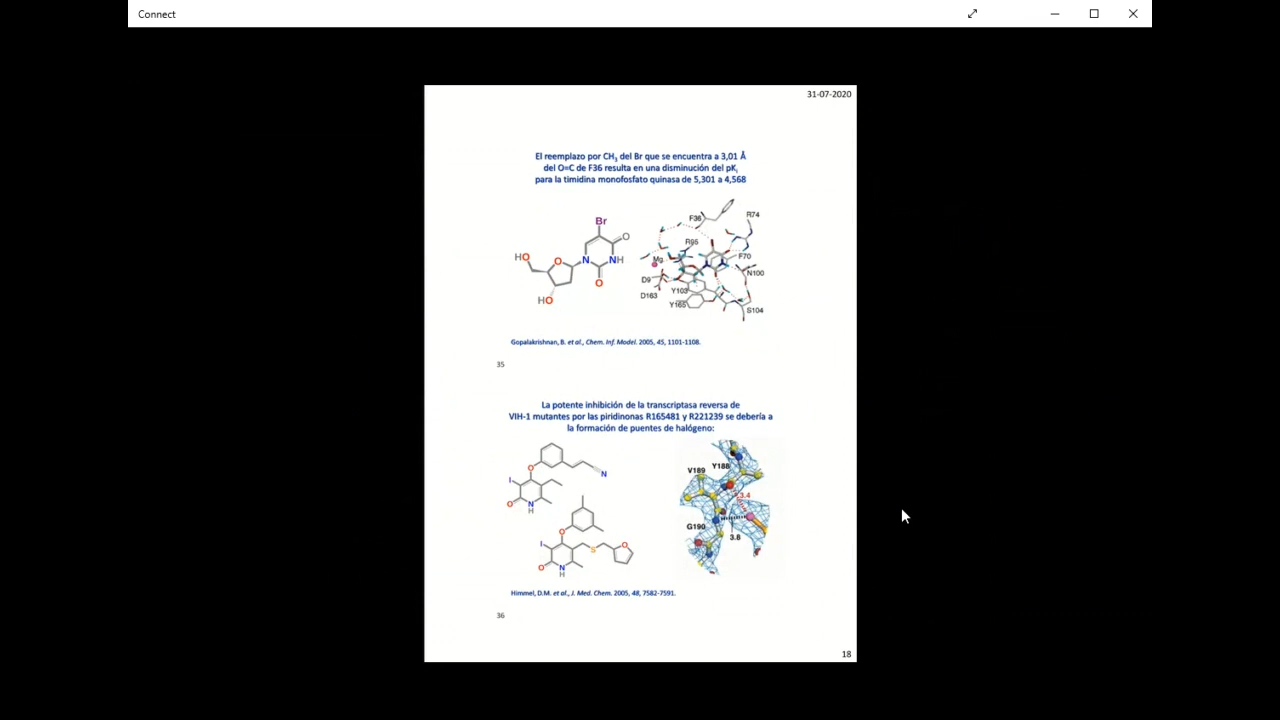 Connect
31-07-2020
El reemplazo por CH₃ del Br que se encuentra a 3,01 Å
del O=C de F36 resulta en una disminución del pKᵢ
para la timidina monofosfato quinasa de 5,301 a 4,568
Br
O
HO
O
N
NH
O
HO
F36
R74
R95
Mg
F70
N100
D9
Y103
D163
Y165
S104
Gopalakrishnan, B. et al., Chem. Inf. Model. 2005, 45, 1101-1108.
35
La potente inhibición de la transcriptasa reversa de
VIH-1 mutantes por las piridinonas R165481 y R221239 se debería a
la formación de puentes de halógeno:
O
N
I
O
N
H
O
I
S
O
O
N
H
V189
Y188
3.4
G190
3.8
Himmel, D.M. et al., J. Med. Chem. 2005, 48, 7582-7591.
36
18